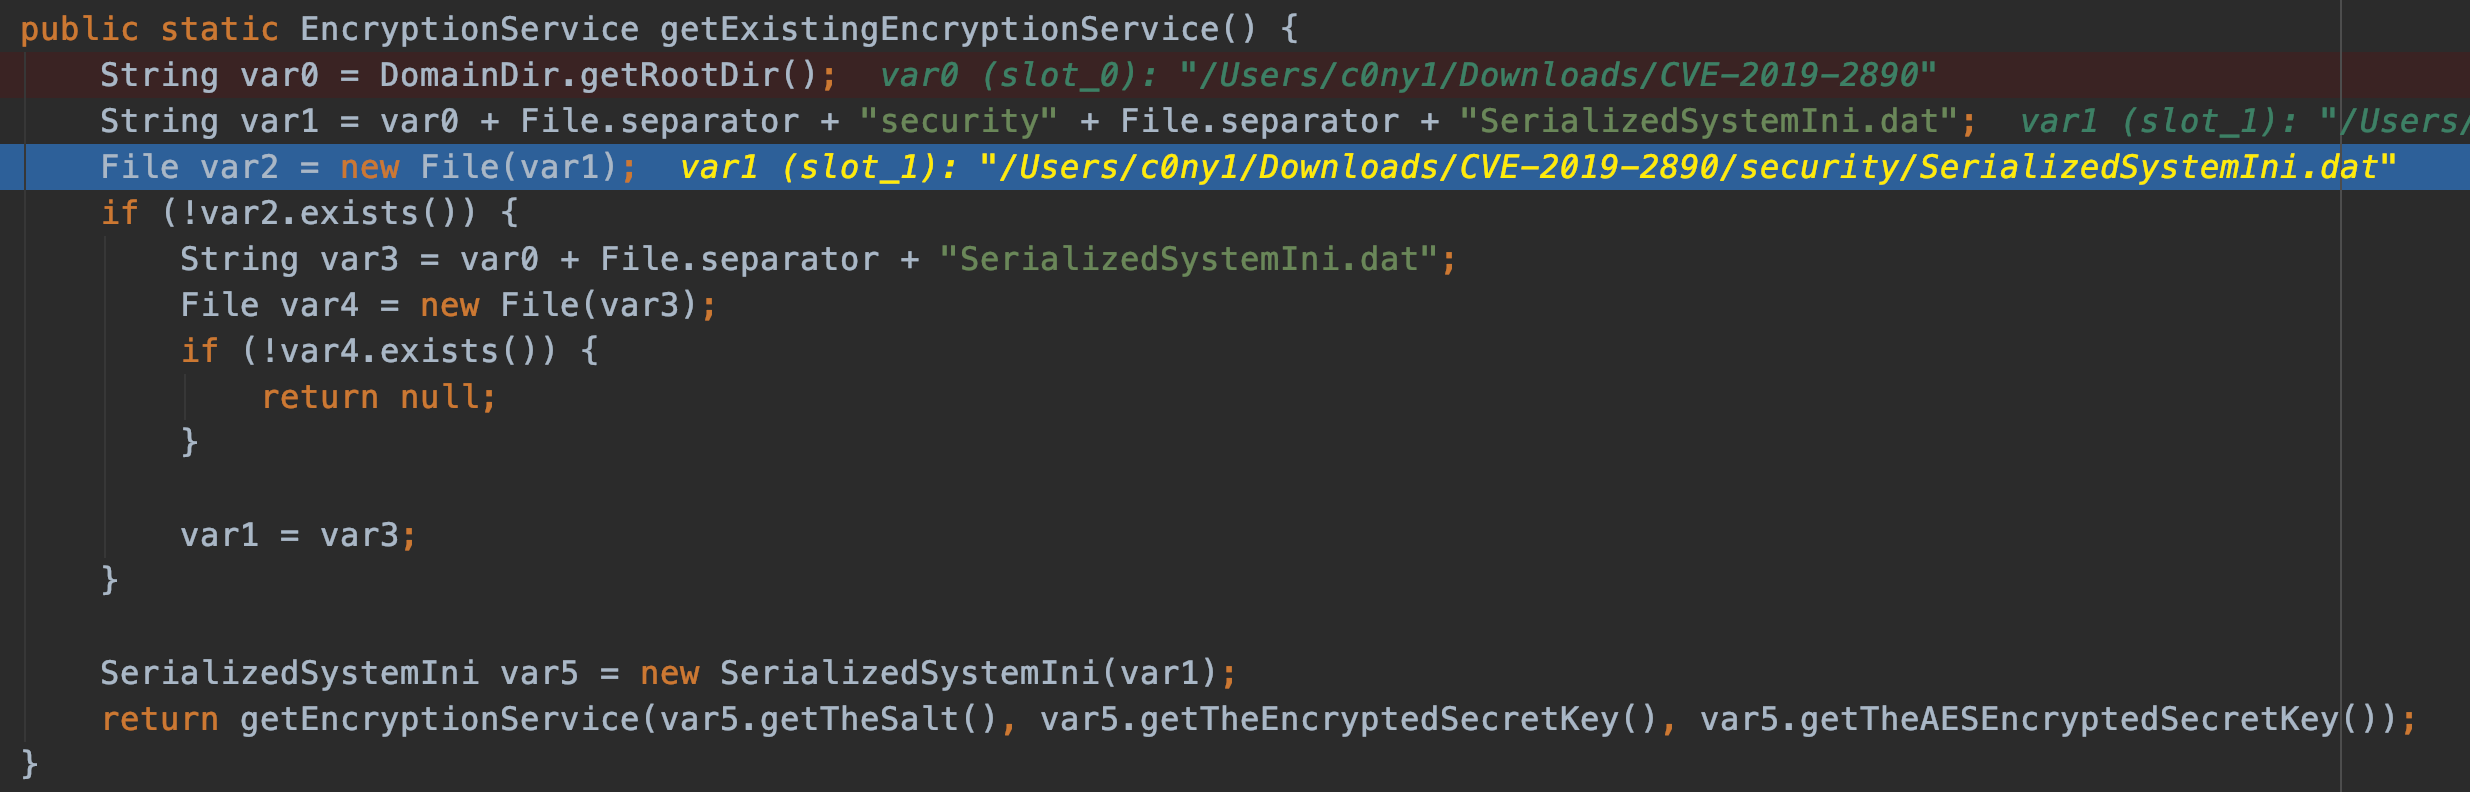 public static EncryptionService getExistingEncryptionService() {
    String var0 = DomainDir.getRootDir();  var0 (slot_0): "/Users/c0ny1/Downloads/CVE-2019-2890"
    String var1 = var0 + File.separator + "security" + File.separator + "SerializedSystemIni.dat";  var1 (slot_1): "/Users/
    File var2 = new File(var1);  var1 (slot_1): "/Users/c0ny1/Downloads/CVE-2019-2890/security/SerializedSystemIni.dat"
    if (!var2.exists()) {
        String var3 = var0 + File.separator + "SerializedSystemIni.dat";
        File var4 = new File(var3);
        if (!var4.exists()) {
            return null;
        }
        var1 = var3;
    }
    SerializedSystemIni var5 = new SerializedSystemIni(var1);
    return getEncryptionService(var5.getTheSalt(), var5.getTheEncryptedSecretKey(), var5.getTheAESEncryptedSecretKey());
}